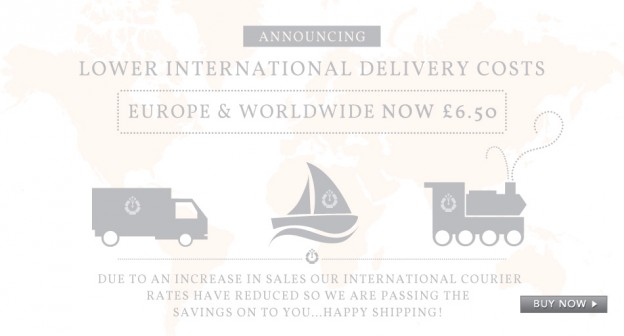 ANNOUNCING
LOWER INTERNATIONAL DELIVERY COSTS
EUROPE & WORLDWIDE NOW £6.50
DUE TO AN INCREASE IN SALES OUR INTERNATIONAL COURIER
RATES HAVE REDUCED SO WE ARE PASSING THE
SAVINGS ON TO YOU...HAPPY SHIPPING!
BUY NOW